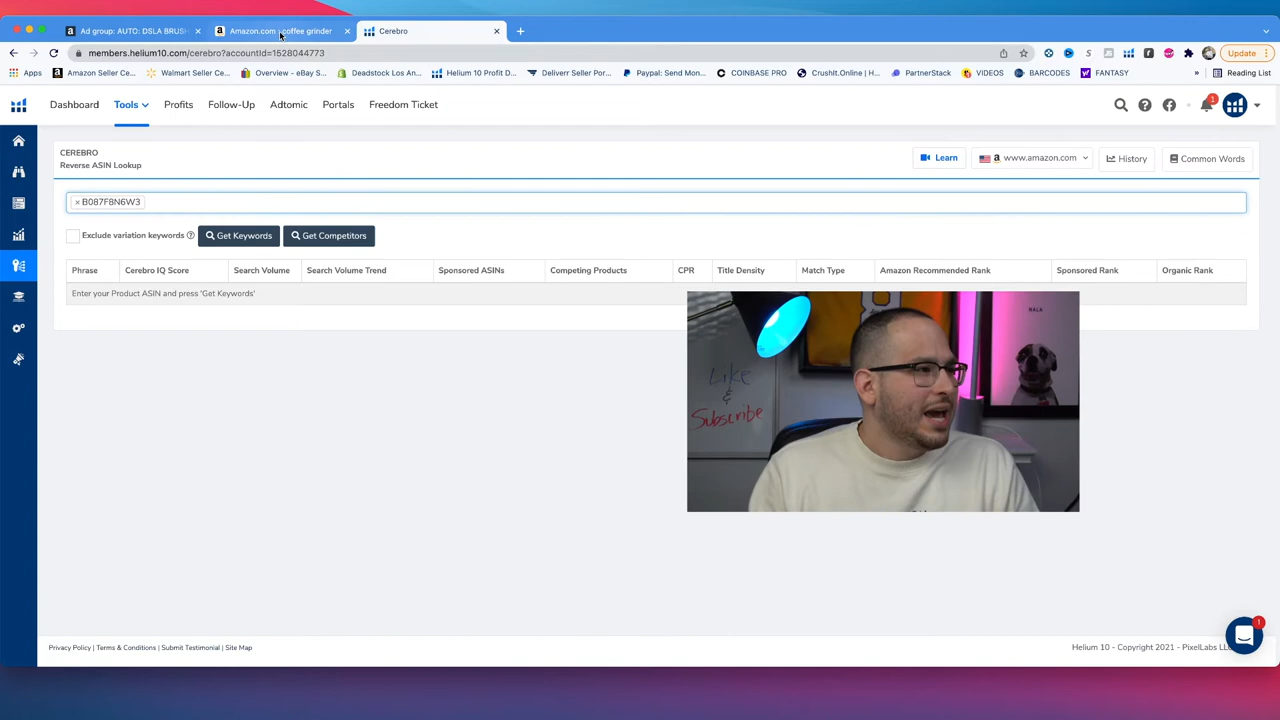 Ad group: AUTO: DSLA BRUSH
Amazon.com : coffee grinder
Cerebro
members.helium10.com/cerebro?accountId=1528044773
Update
Apps
Amazon Seller Ce...
Walmart Seller Ce...
Overview - eBay S...
Deadstock Los An...
Helium 10 Profit D...
Deliverr Seller Por...
Paypal: Send Mon...
COINBASE PRO
CrushIt.Online | H...
PartnerStack
VIDEOS
BARCODES
FANTASY
»
Reading List
Dashboard
Tools
Profits
Follow-Up
Adtomic
Portals
Freedom Ticket
1
CEREBRO
Reverse ASIN Lookup
Learn
www.amazon.com
History
Common Words
× B087F8N6W3
Exclude variation keywords
Get Keywords
Get Competitors
Phrase
Cerebro IQ Score
Search Volume
Search Volume Trend
Sponsored ASINs
Competing Products
CPR
Title Density
Match Type
Amazon Recommended Rank
Sponsored Rank
Organic Rank
Enter your Product ASIN and press 'Get Keywords'
NALA
Like
&
Subscribe
Privacy Policy | Terms & Conditions | Submit Testimonial | Site Map
Helium 10 - Copyright 2021 - PixelLabs LLC
1